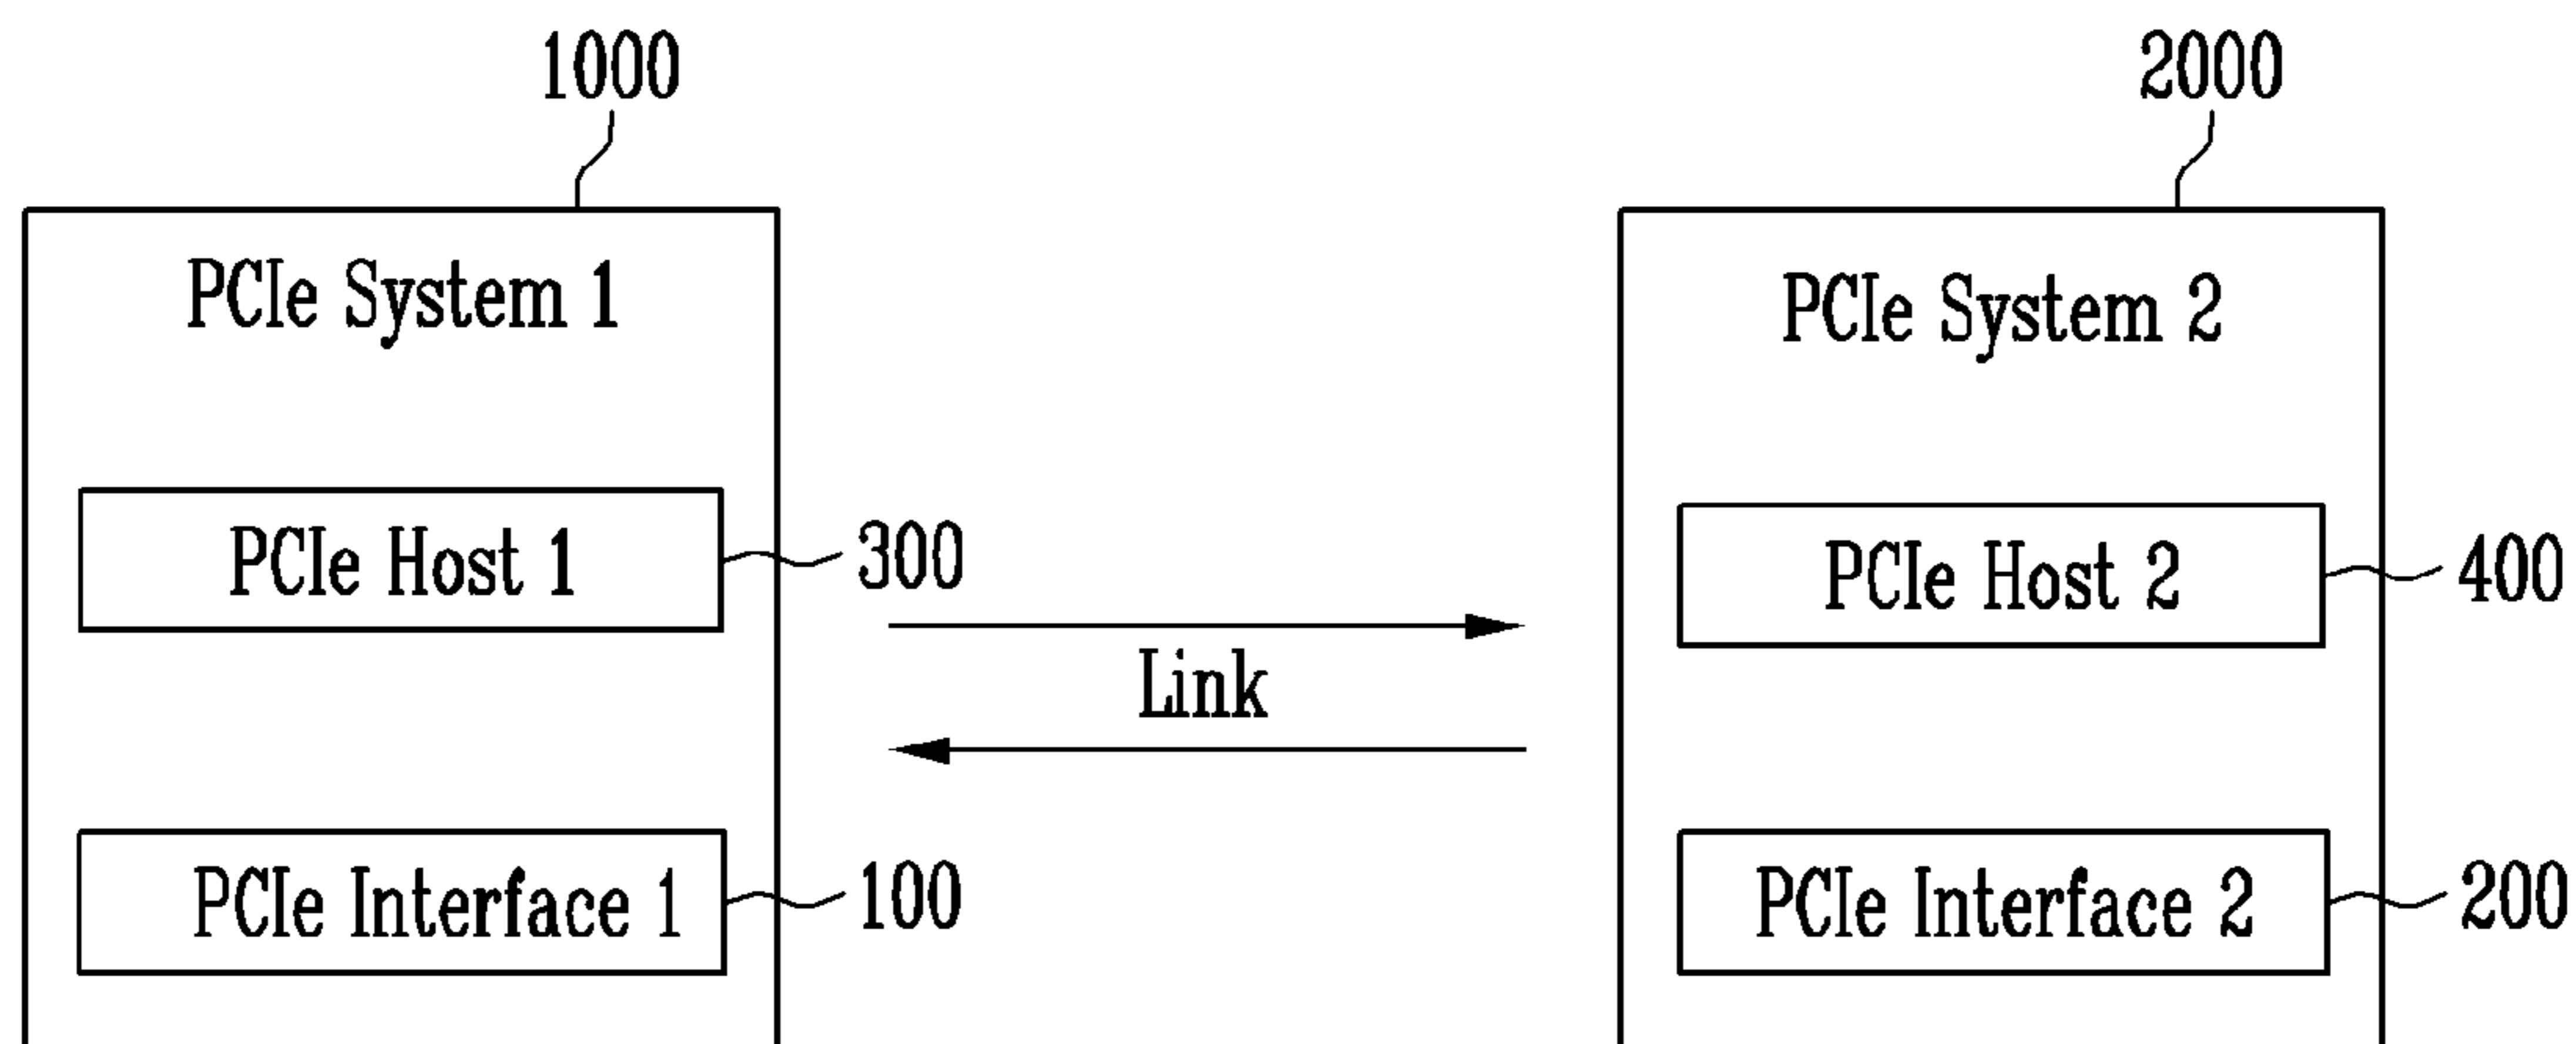 1000
2000
PCIe System 1
PCIe System 2
PCIe Host 1
300
PCIe Host 2
400
Link
PCIe Interface 1
100
PCIe Interface 2
200